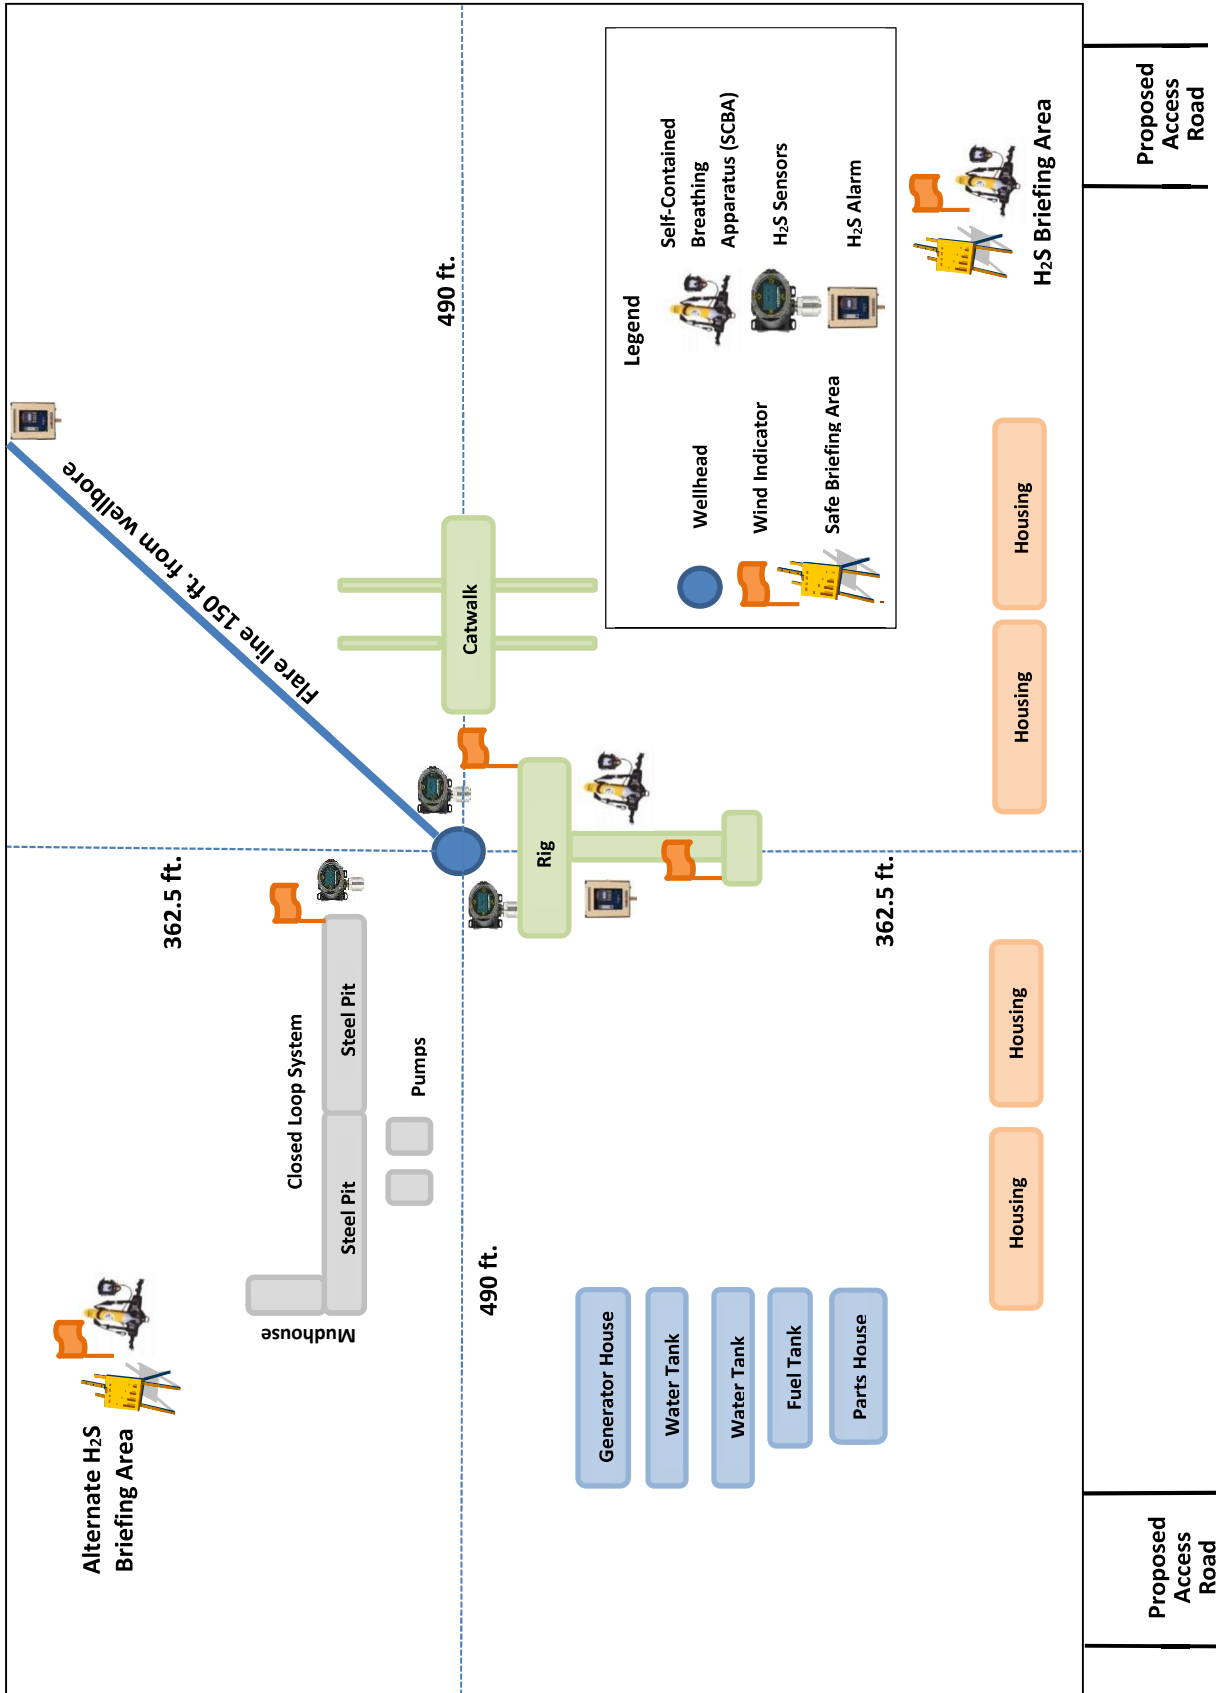 Alternate H₂S
Briefing Area
Mudhouse
Closed Loop System
Steel Pit
Steel Pit
Pumps
362.5 ft.
Flare line 150 ft. from wellbore
490 ft.
490 ft.
Catwalk
Rig
362.5 ft.
Generator House
Water Tank
Water Tank
Fuel Tank
Parts House
Housing
Housing
Housing
Housing
Legend
Wellhead
Wind Indicator
Safe Briefing Area
Self-Contained
Breathing
Apparatus (SCBA)
H₂S Sensors
H₂S Alarm
H₂S Briefing Area
Proposed
Access
Road
Proposed
Access
Road